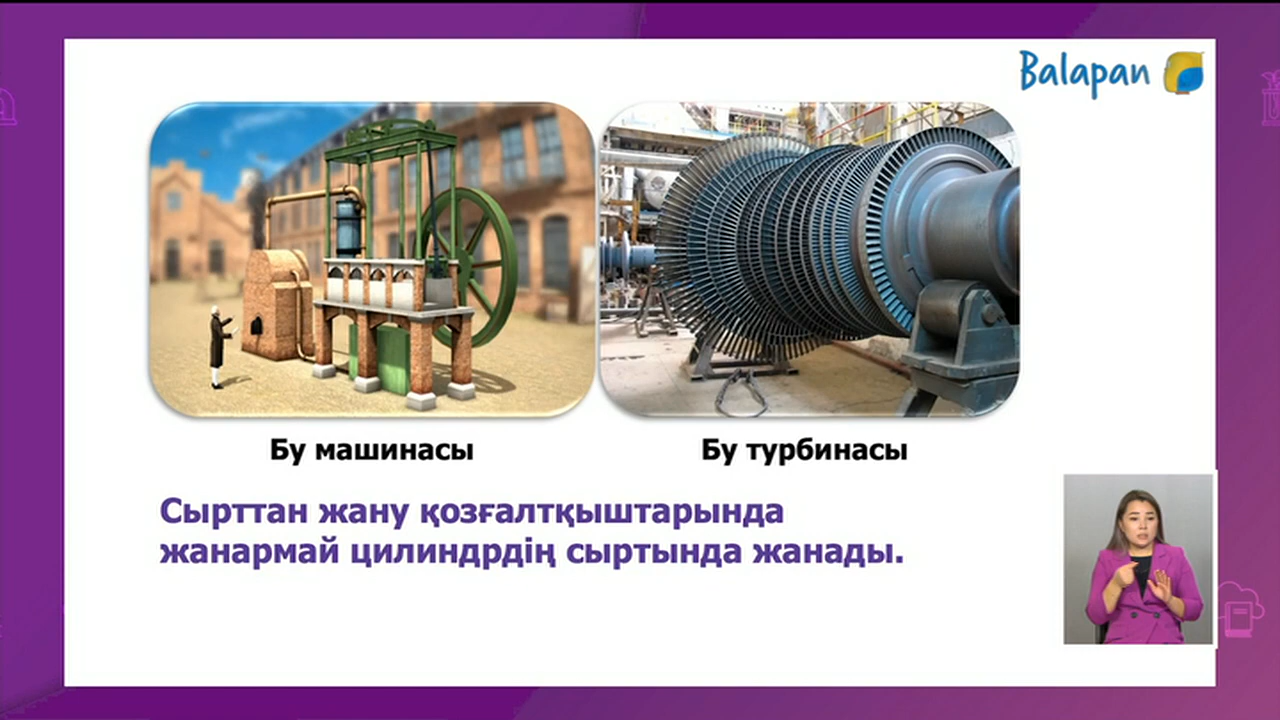 Balapan
Бу машинасы
Бу турбинасы
Сырттан жану қозғалтқыштарында
жанармай цилиндрдің сыртында жанады.